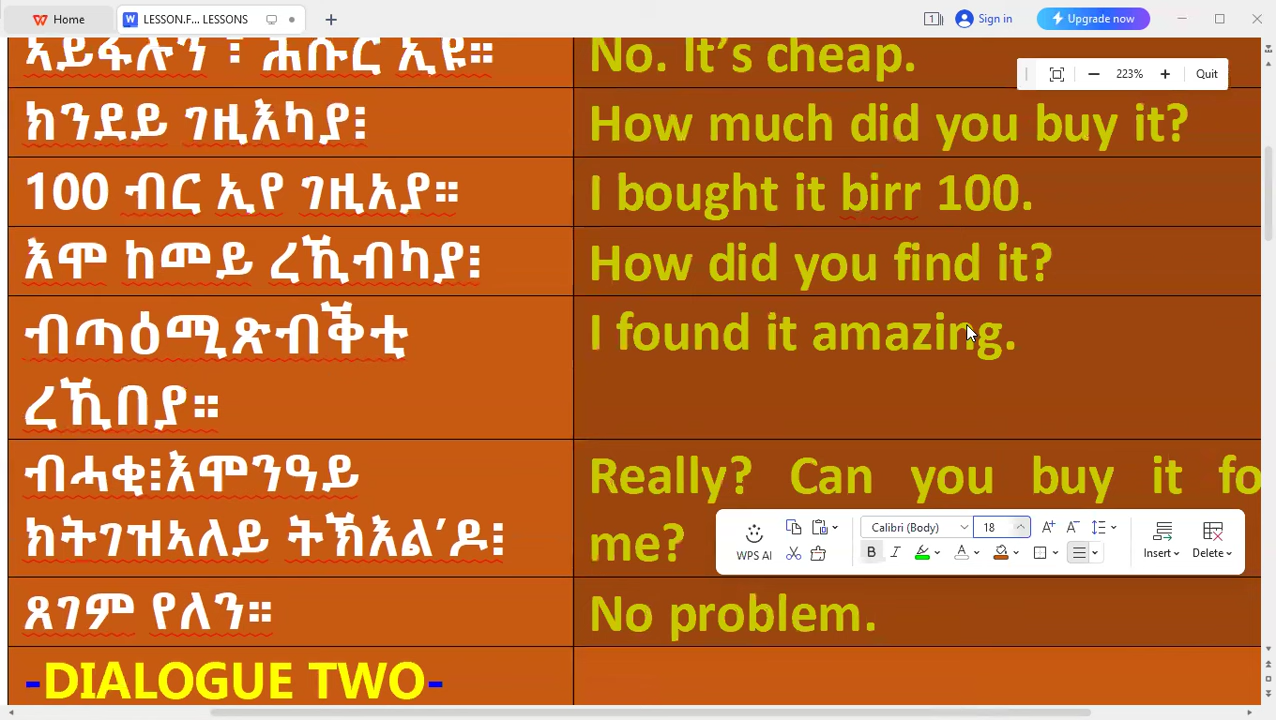 Home
LESSON.F... LESSONS
Sign in
Upgrade now
223%
Quit
ኣይፋሉን ፣ ሕሱር ኢዩ።
No. It's cheap.
ክንደይ ገዚእካያ፧
How much did you buy it?
100 ብር ኢየ ገዚአያ።
I bought it birr 100.
እሞ ከመይ ረኺብካያ፧
How did you find it?
ብጣዕሚ ጽብቅቲ
ረኺበያ።
I found it amazing.
ብሓቂ፧እሞንዓይ
ክትገዝኣለይ ትኽእል'ዶ፧
Really? Can you buy it fo
me?
WPS AI
Calibri (Body)
18
Insert
Delete
ጸገም የለን።
No problem.
-DIALOGUE TWO-